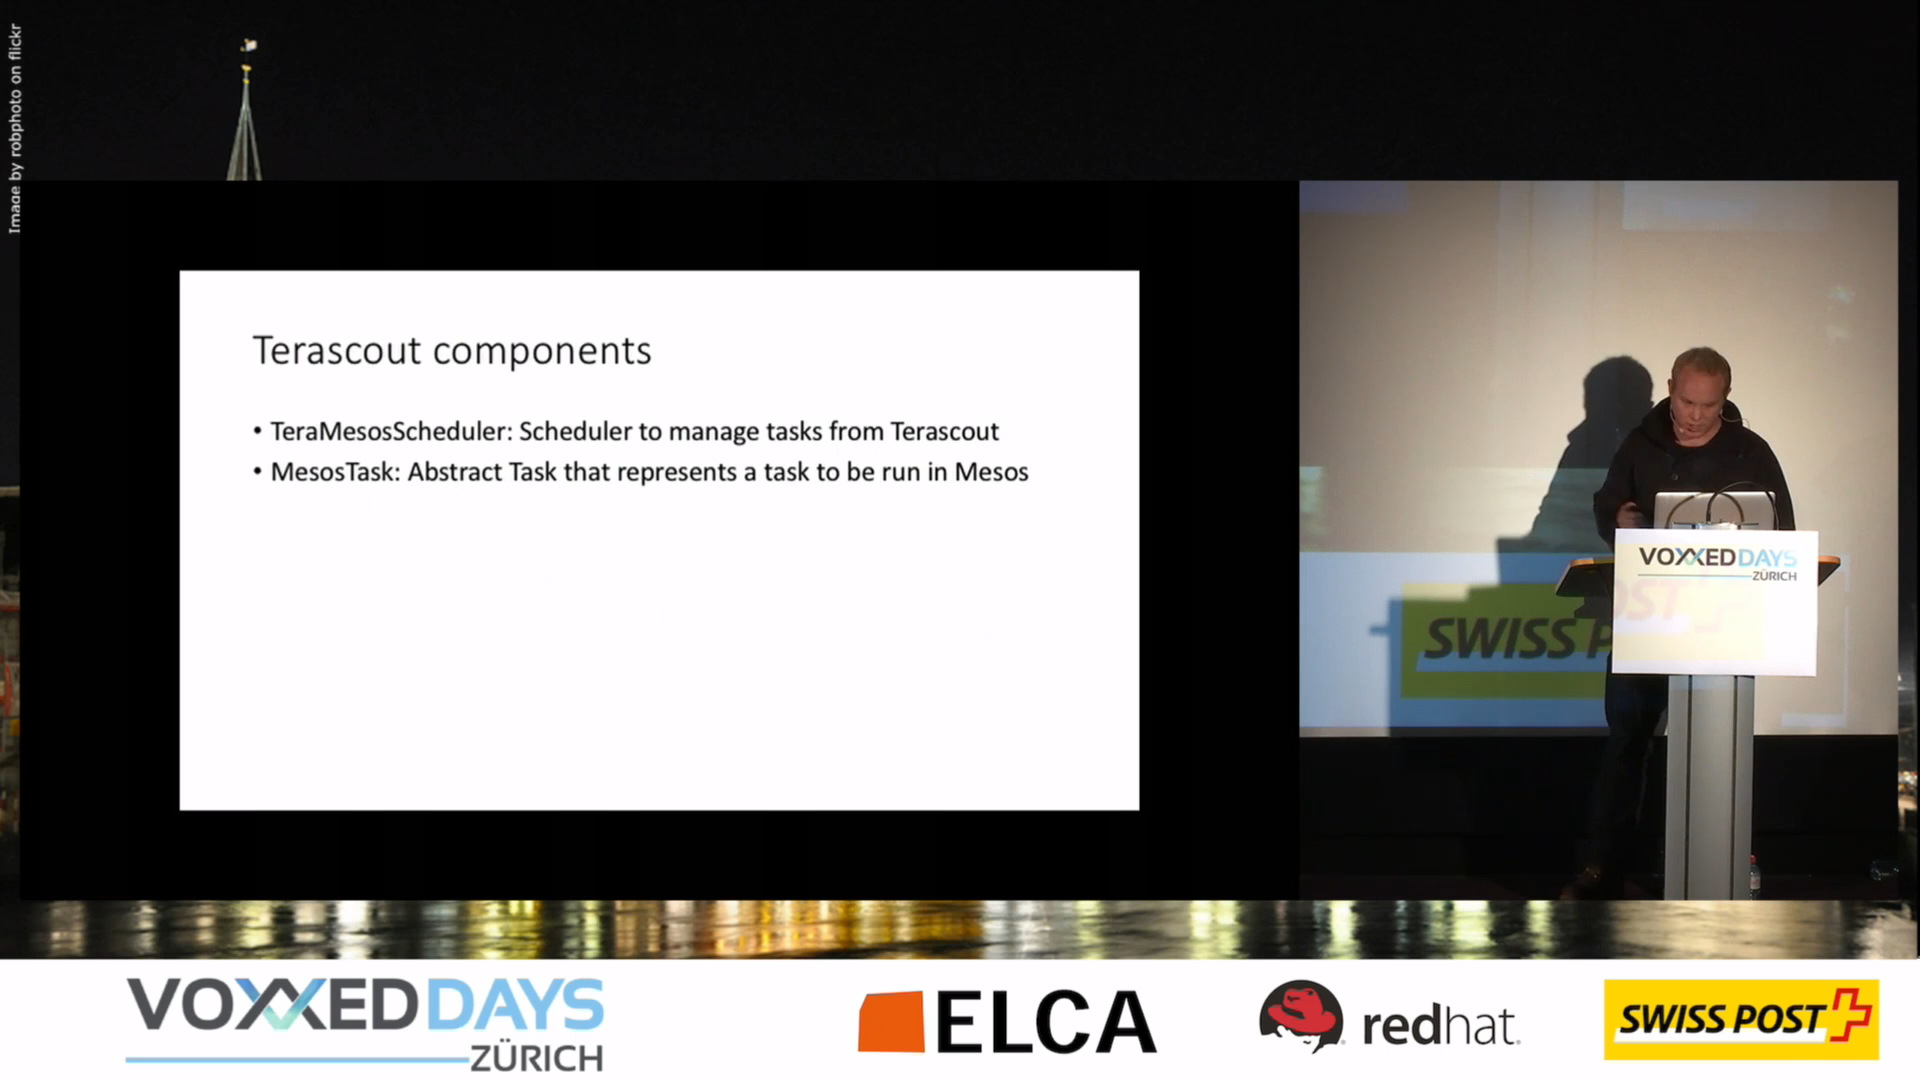 Image by robphoto on flickr
Terascout components
• TeraMesosScheduler: Scheduler to manage tasks from Terascout
• MesosTask: Abstract Task that represents a task to be run in Mesos
VOXXED DAYS
ZÜRICH
SWISS P
OST
VOXXED DAYS
ZÜRICH
ELCA
redhat.
SWISS POST